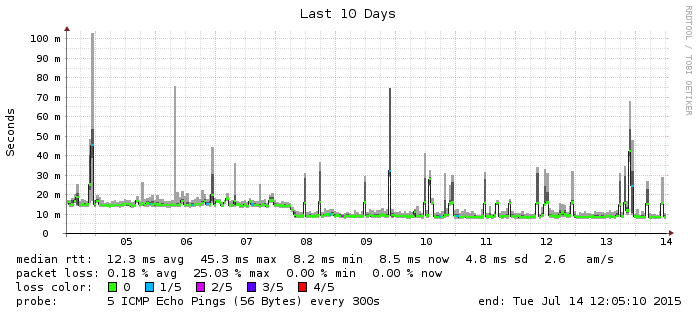 Last 10 Days
RRDTOOL / TOBI OETIKER
Seconds
100 m
90 m
80 m
70 m
60 m
50 m
40 m
30 m
20 m
10 m
0
05 06 07 08 09 10 11 12 13 14
median rtt: 12.3 ms avg 45.3 ms max 8.2 ms min 8.5 ms now 4.8 ms sd 2.6 am/s
packet loss: 0.18 % avg 25.03 % max 0.00 % min 0.00 % now
loss color: 0 1/5 2/5 3/5 4/5
probe: 5 ICMP Echo Pings (56 Bytes) every 300s end: Tue Jul 14 12:05:10 2015